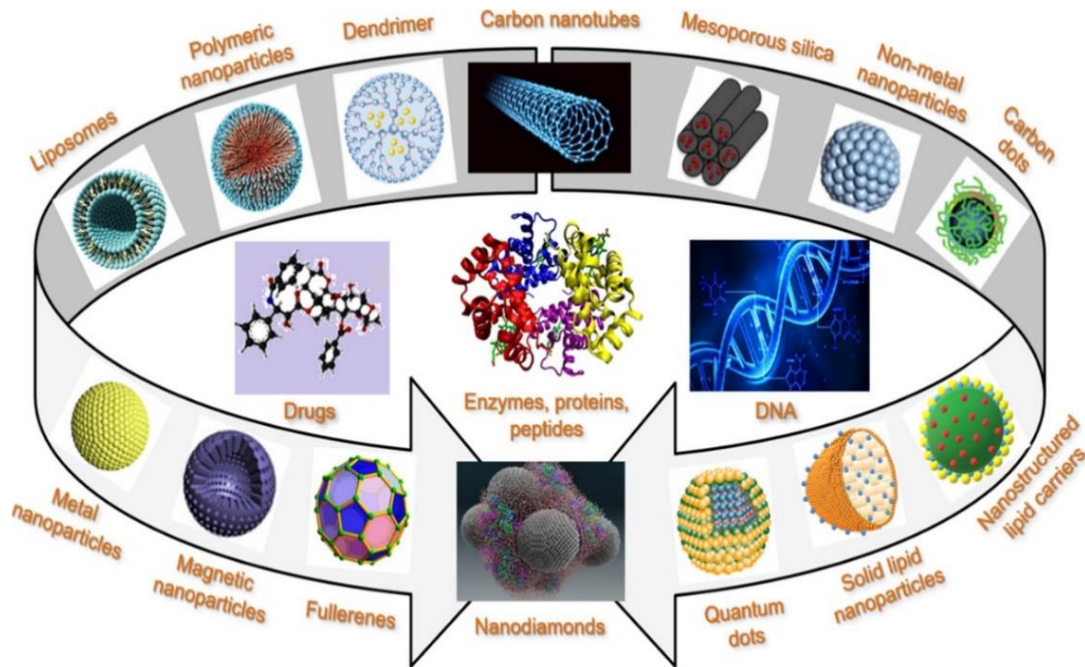 Liposomes
Polymeric
nanoparticles
Dendrimer
Carbon nanotubes
Mesoporous silica
Non-metal
nanoparticles
Carbon
dots
Drugs
Enzymes, proteins,
peptides
DNA
Metal
nanoparticles
Magnetic
nanoparticles
Fullerenes
Nanodiamonds
Quantum
dots
Solid lipid
nanoparticles
Nanostructured
lipid carriers